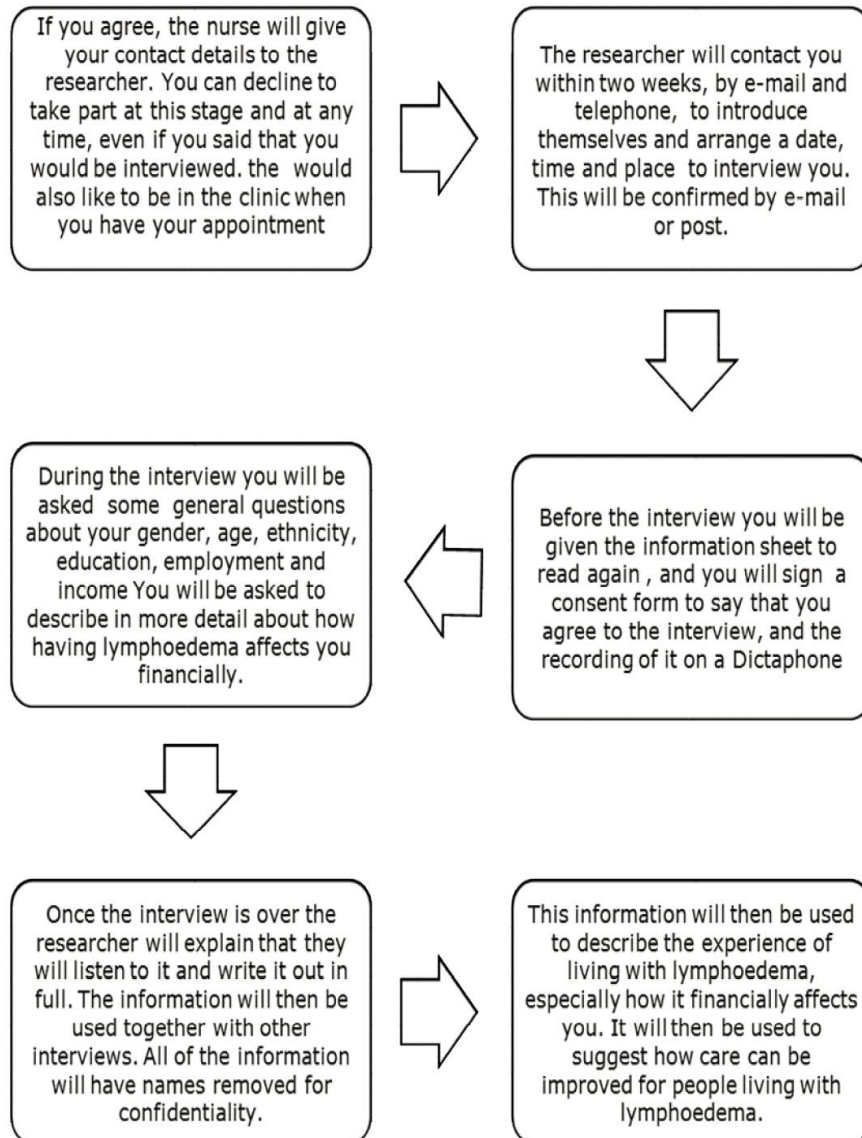 If you agree, the nurse will give
your contact details to the
researcher. You can decline to
take part at this stage and at any
time, even if you said that you
would be interviewed. the  would
also like to be in the clinic when
you have your appointment
The researcher will contact you
within two weeks, by e-mail and
telephone,  to introduce
themselves and arrange a date,
time and place  to interview you.
This will be confirmed by e-mail
or post.
Before the interview you will be
given the information sheet to
read again , and you will sign  a
consent form to say that you
agree to the interview, and the
recording of it on a Dictaphone
During the interview you will be
asked  some  general questions
about your gender, age, ethnicity,
education, employment and
income You will be asked to
describe in more detail about how
having lymphoedema affects you
financially.
Once the interview is over the
researcher will explain that they
will listen to it and write it out in
full. The information will then be
used together with other
interviews. All of the information
will have names removed for
confidentiality.
This information will then be used
to describe the experience of
living with lymphoedema,
especially how it financially affects
you. It will then be used to
suggest how care can be
improved for people living with
lymphoedema.